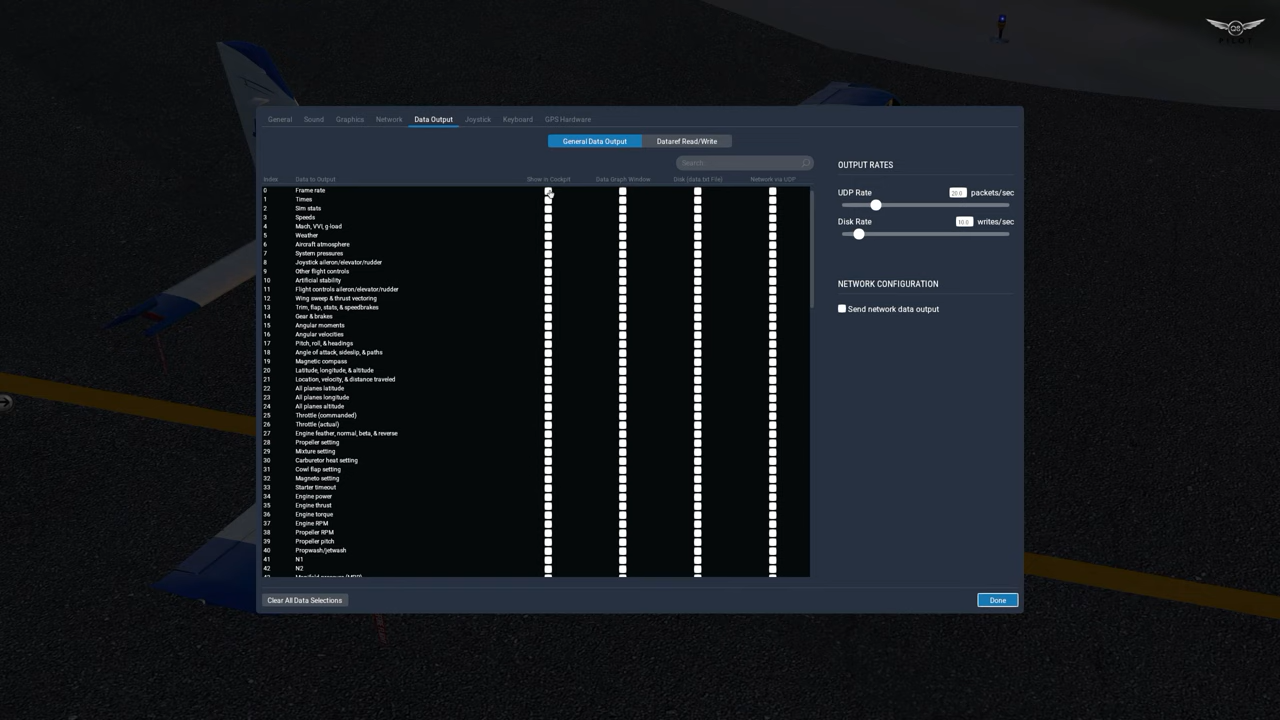 Q8
PILOT
General Sound Graphics Network Data Output Joystick Keyboard GPS Hardware
General Data Output Dataref Read/Write
Search
Index Data to Output Show in Cockpit Data Graph Window Disk (data.txt File) Network via UDP
0 Frame rate
1 Times
2 Sim stats
3 Speeds
4 Mach, VVI, g-load
5 Weather
6 Aircraft atmosphere
7 System pressures
8 Joystick aileron/elevator/rudder
9 Other flight controls
10 Artificial stability
11 Flight controls aileron/elevator/rudder
12 Wing sweep & thrust vectoring
13 Trim, flap, stats, & speedbrakes
14 Gear & brakes
15 Angular moments
16 Angular velocities
17 Pitch, roll, & headings
18 Angle of attack, sideslip, & paths
19 Magnetic compass
20 Latitude, longitude, & altitude
21 Location, velocity, & distance traveled
22 All planes latitude
23 All planes longitude
24 All planes altitude
25 Throttle (commanded)
26 Throttle (actual)
27 Engine feather, normal, beta, & reverse
28 Propeller setting
29 Mixture setting
30 Carburetor heat setting
31 Cowl flap setting
32 Magneto setting
33 Starter timeout
34 Engine power
35 Engine thrust
36 Engine torque
37 Engine RPM
38 Propeller RPM
39 Propeller pitch
40 Propwash/jetwash
41 N1
42 N2
OUTPUT RATES
UDP Rate 20.0 packets/sec
Disk Rate 10.0 writes/sec
NETWORK CONFIGURATION
Send network data output
Clear All Data Selections
Done